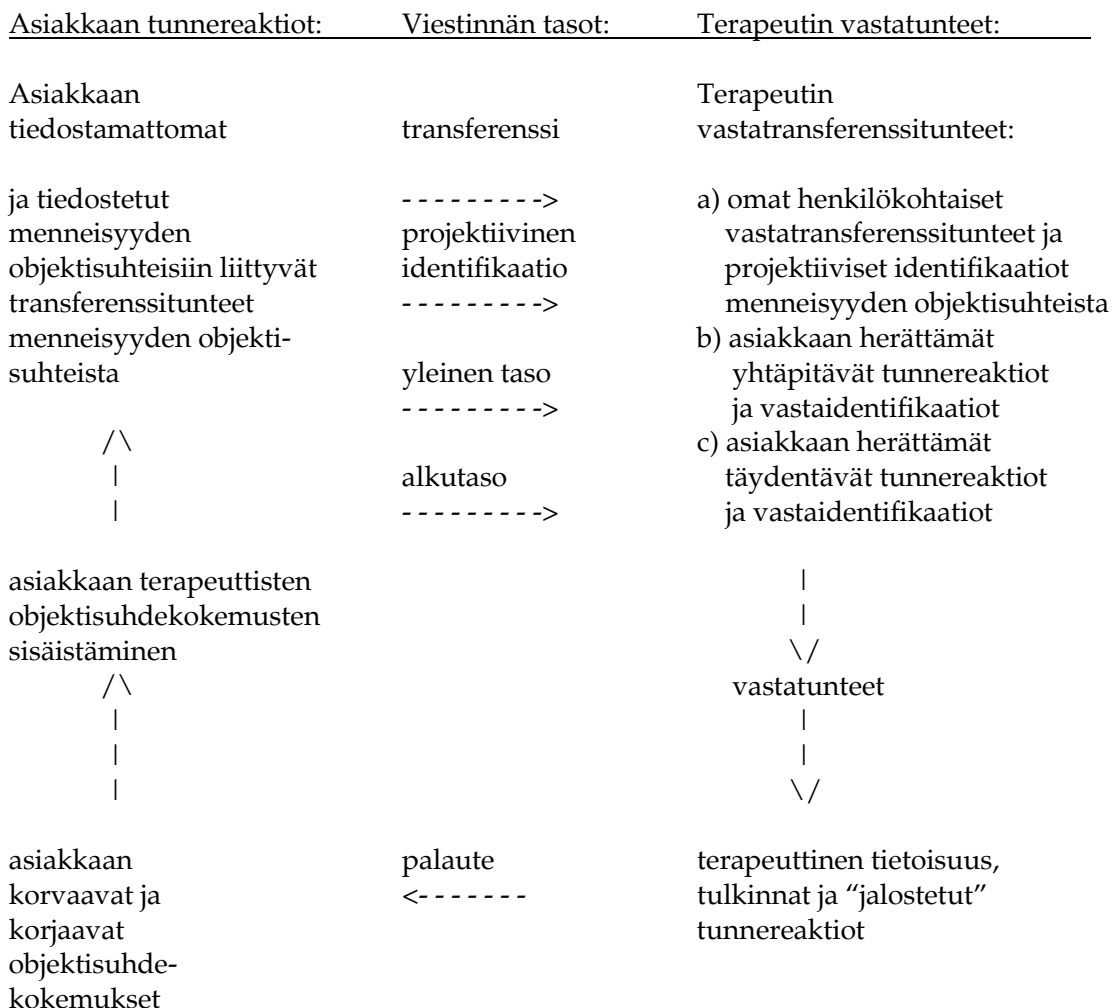 Asiakkaan tunnereaktiot: Viestinnän tasot: Terapeutin vastatunteet:
Asiakkaan Terapeutin
tiedostamattomat transferenssi vastatransferenssitunteet:
ja tiedostetut - - - - - - - - -> a) omat henkilökohtaiset
menneisyyden projektiivinen vastatransferenssitunteet ja
objektisuhteisiin liittyvät identifikaatio projektiiviset identifikaatiot
transferenssitunteet - - - - - - - - -> menneisyyden objektisuhteista
menneisyyden objekti- b) asiakkaan herättämät
suhteista yleinen taso yhtäpitävät tunnereaktiot
- - - - - - - - -> ja vastaidentifikaatiot
/\ c) asiakkaan herättämät
| alkutaso täydentävät tunnereaktiot
| - - - - - - - - -> ja vastaidentifikaatiot
asiakkaan terapeuttisten |
objektisuhdekokemusten |
sisäistäminen \/
/\ vastatunteet
| |
| |
| \/
asiakkaan palaute terapeuttinen tietoisuus,
korvaavat ja <- - - - - - - tulkinnat ja “jalostetut”
korjaavat tunnereaktiot
objektisuhde-
kokemukset